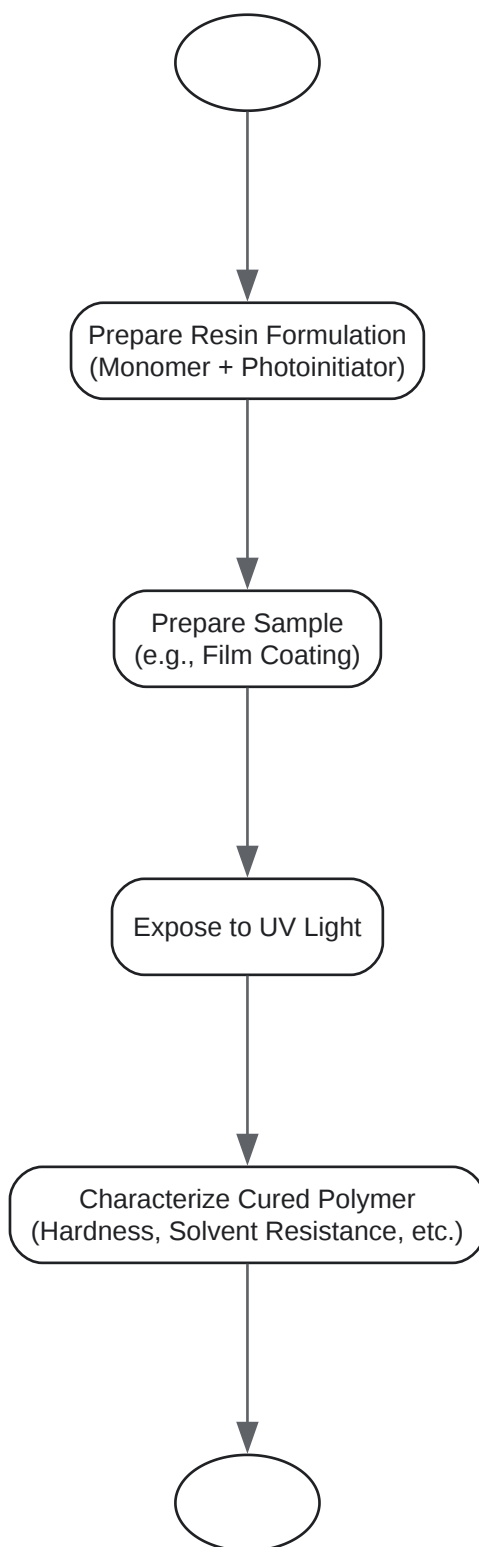 Prepare Resin Formulation
(Monomer + Photoinitiator)
Prepare Sample
(e.g., Film Coating)
Expose to UV Light
Characterize Cured Polymer
(Hardness, Solvent Resistance, etc.)